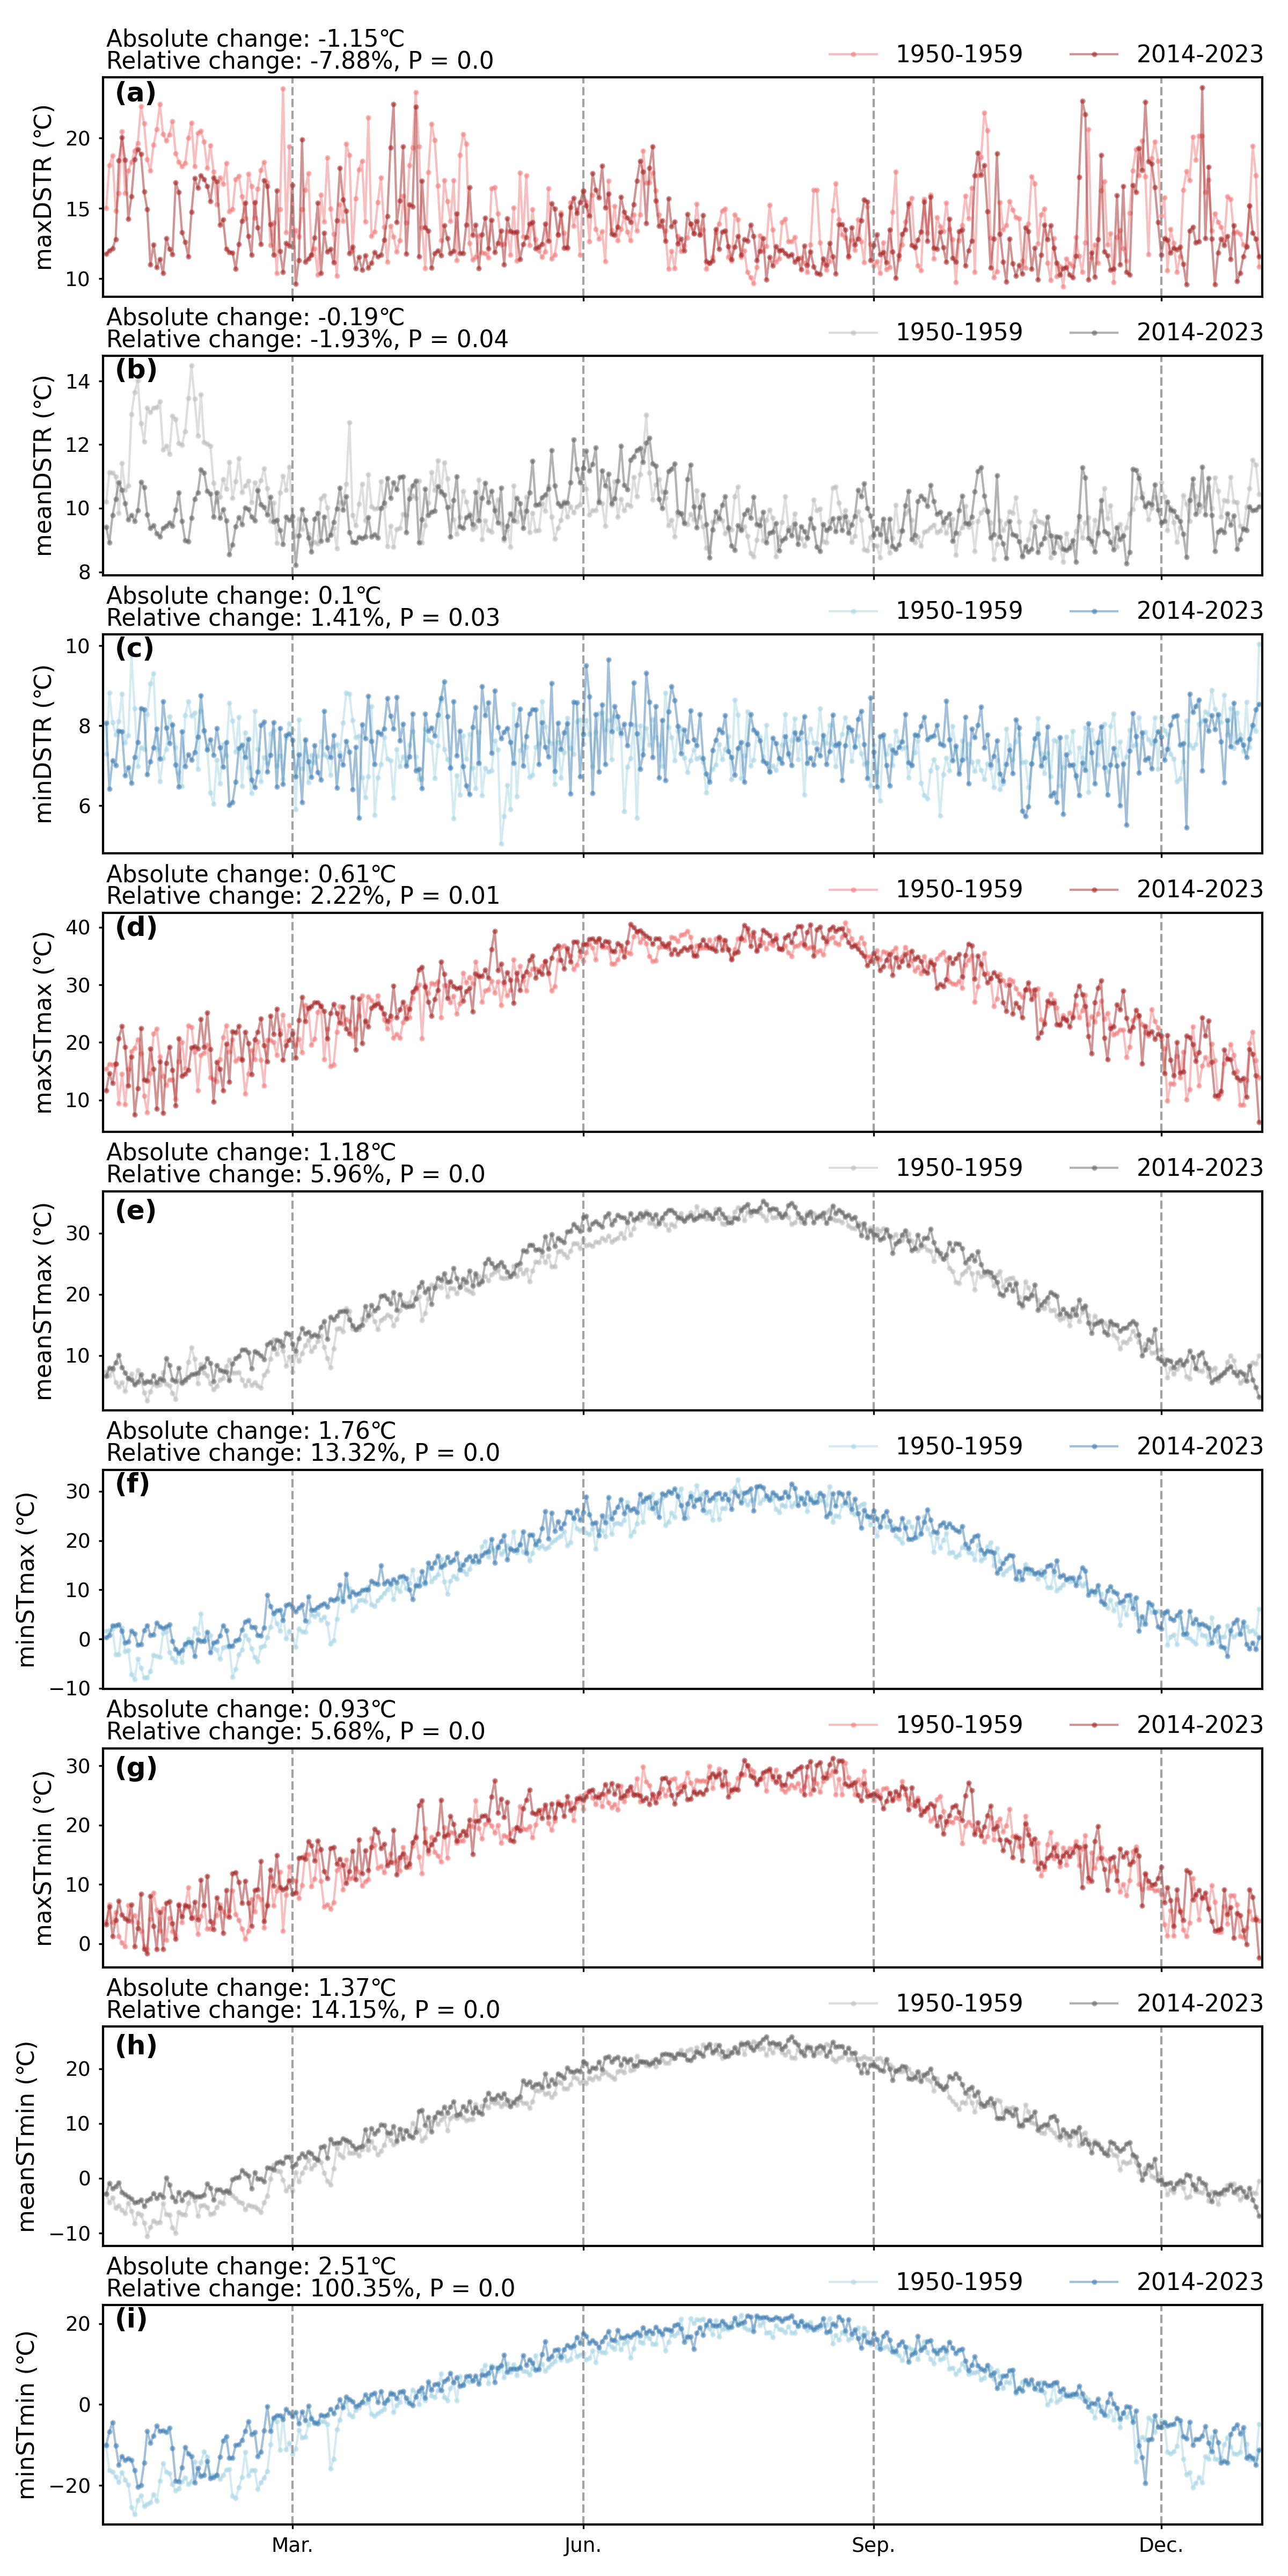 Absolute change: -1.15℃
Relative change: -7.88%, P = 0.0
1950-1959 2014-2023
(a)
maxDSTR (℃)
20
15
10
Absolute change: -0.19℃
Relative change: -1.93%, P = 0.04
1950-1959 2014-2023
(b)
meanDSTR (℃)
14
12
10
8
Absolute change: 0.1℃
Relative change: 1.41%, P = 0.03
1950-1959 2014-2023
(c)
minDSTR (℃)
10
8
6
Absolute change: 0.61℃
Relative change: 2.22%, P = 0.01
1950-1959 2014-2023
(d)
maxSTmax (℃)
40
30
20
10
Absolute change: 1.18℃
Relative change: 5.96%, P = 0.0
1950-1959 2014-2023
(e)
meanSTmax (℃)
30
20
10
Absolute change: 1.76℃
Relative change: 13.32%, P = 0.0
1950-1959 2014-2023
(f)
minSTmax (℃)
30
20
10
0
−10
Absolute change: 0.93℃
Relative change: 5.68%, P = 0.0
1950-1959 2014-2023
(g)
maxSTmin (℃)
30
20
10
0
Absolute change: 1.37℃
Relative change: 14.15%, P = 0.0
1950-1959 2014-2023
(h)
meanSTmin (℃)
20
10
0
−10
Absolute change: 2.51℃
Relative change: 100.35%, P = 0.0
1950-1959 2014-2023
(i)
minSTmin (℃)
20
0
−20
Mar. Jun. Sep. Dec.